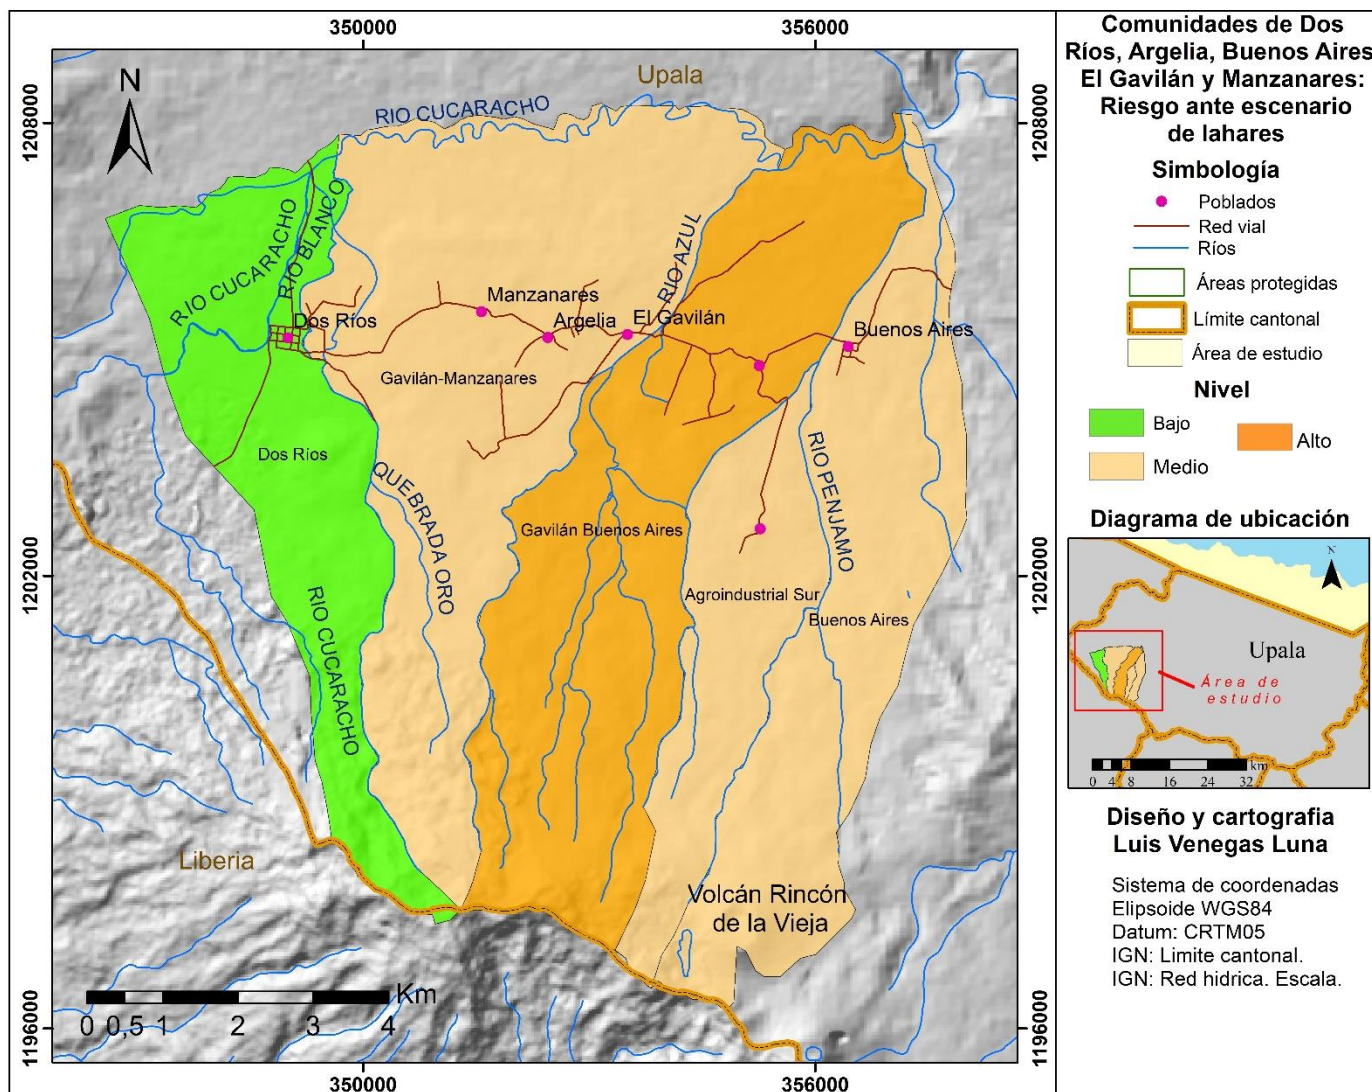 350000
356000
N
Upala
RIO CUCARACHO
1208000
1208000
RIO CUCARACHO
RIO BLANCO
RIO AZUL
Manzanares
Dos Ríos
Argelia
El Gavilán
Buenos Aires
Gavilán-Manzanares
Dos Ríos
QUEBRADA ORO
RIO PENJAMO
Gavilán Buenos Aires
1202000
1202000
Agroindustrial Sur
Buenos Aires
RIO CUCARACHO
Liberia
Volcán Rincón
de la Vieja
Km
0 0,5 1 2 3 4
1196000
1196000
350000
356000
Comunidades de Dos
Ríos, Argelia, Buenos Aires
El Gavilán y Manzanares:
Riesgo ante escenario
de lahares
Simbología
Poblados
Red vial
Ríos
Áreas protegidas
Límite cantonal
Área de estudio
Nivel
Bajo
Alto
Medio
Diagrama de ubicación
N
Upala
Área de
estudio
km
0 4 8 16 24 32
Diseño y cartografia
Luis Venegas Luna
Sistema de coordenadas
Elipsoide WGS84
Datum: CRTM05
IGN: Limite cantonal.
IGN: Red hidrica. Escala.